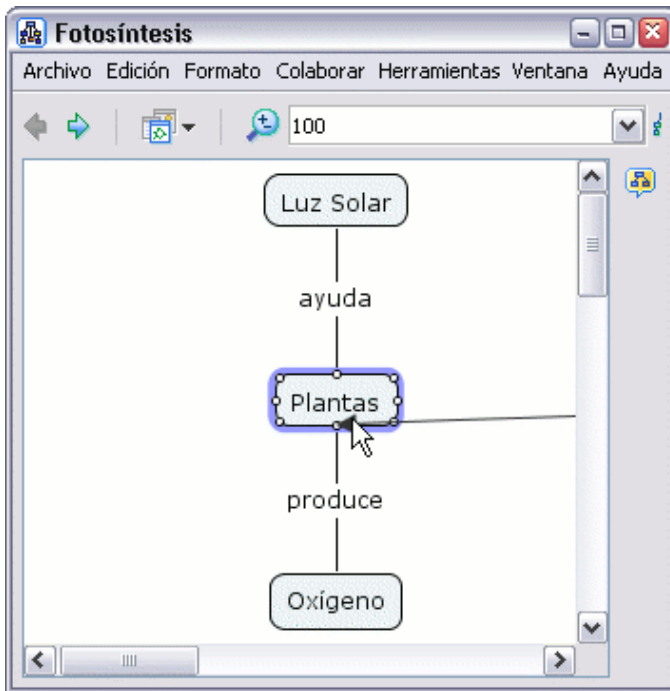 Fotosíntesis
Archivo Edición Formato Colaborar Herramientas Ventana Ayuda
100
Luz Solar
ayuda
Plantas
produce
Oxígeno